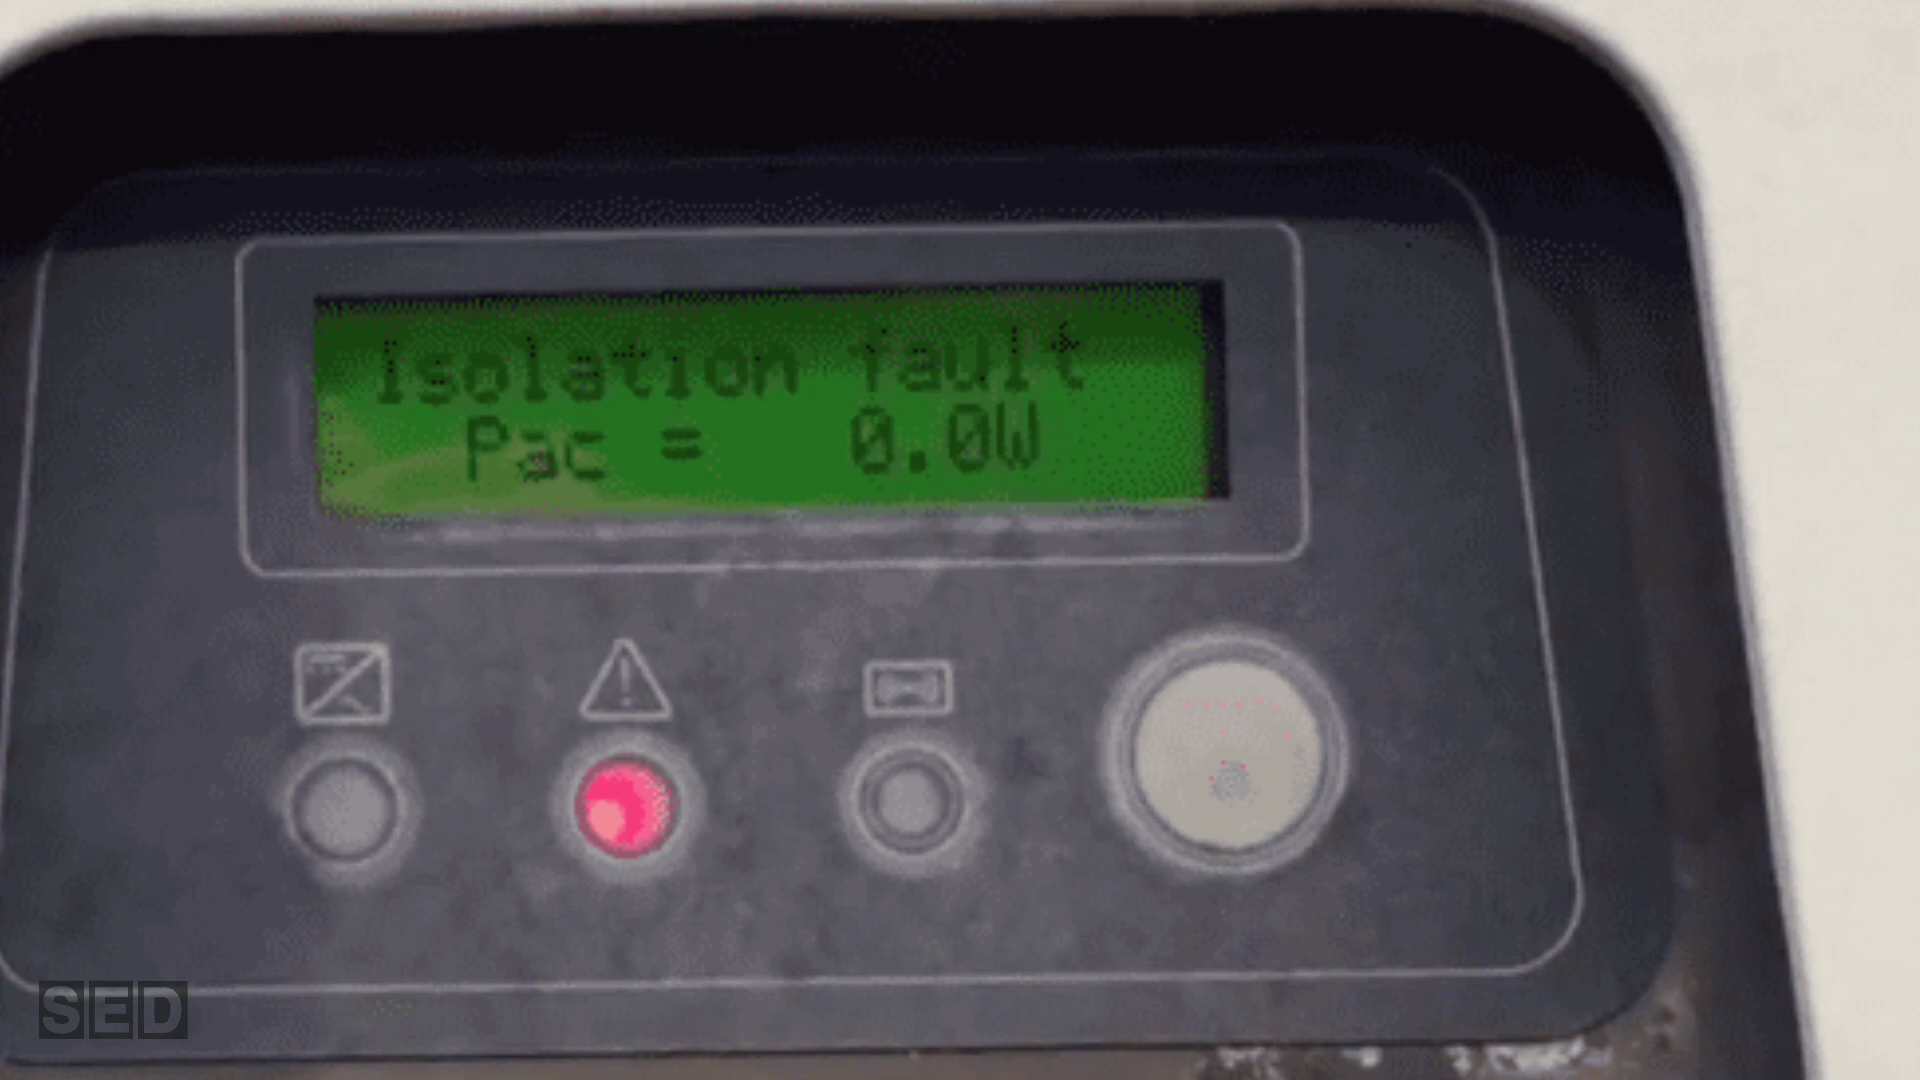 Isolation fault
Pac = 0.0W
SED